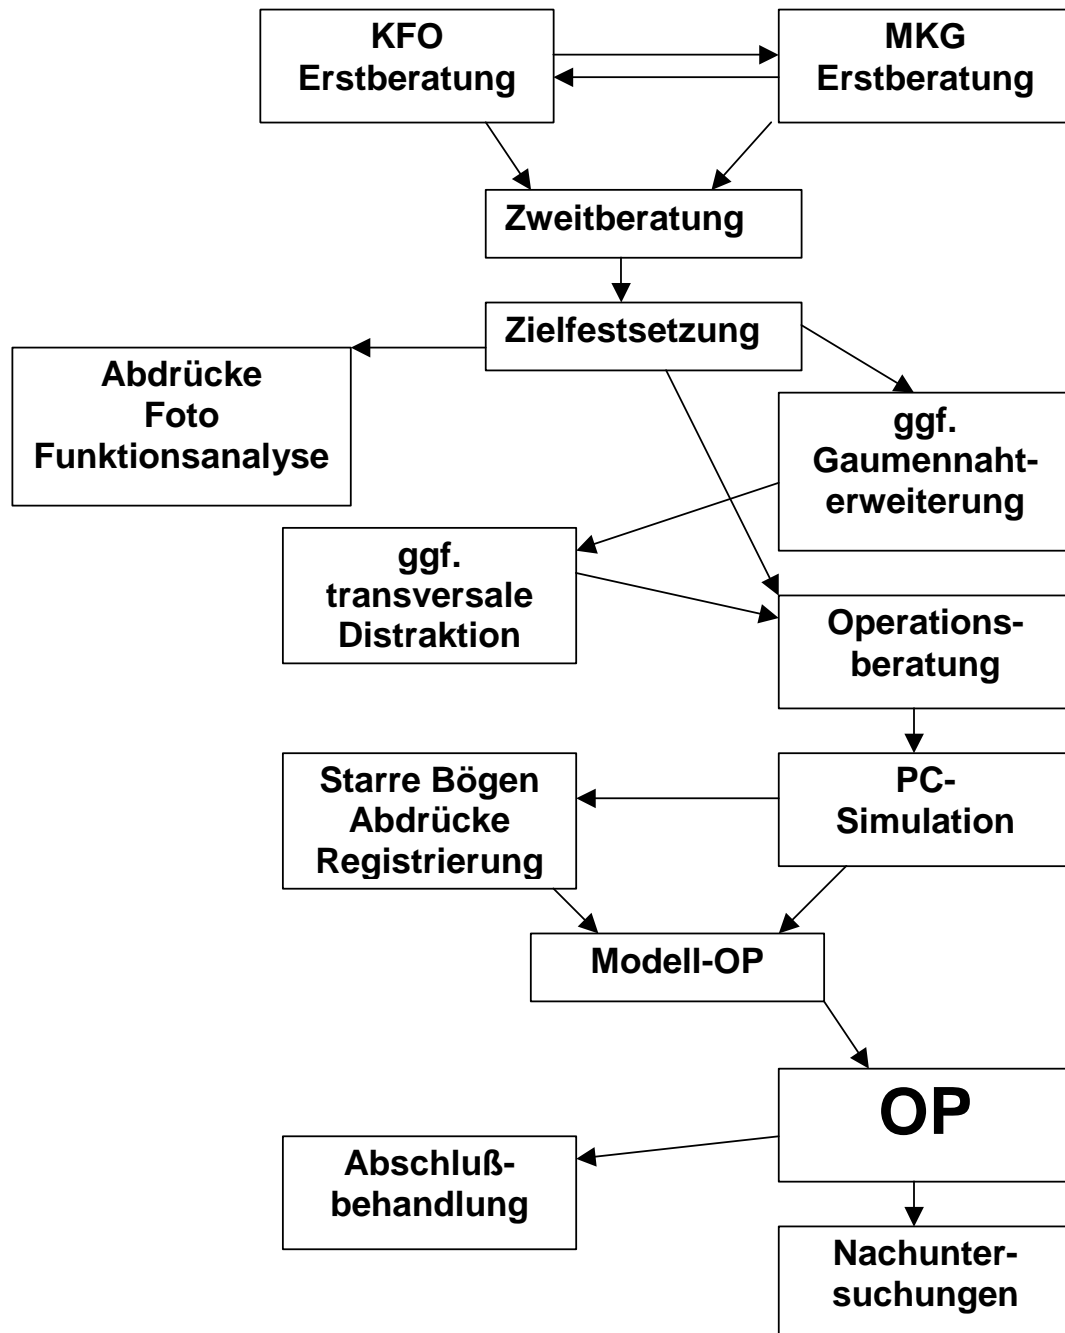 KFO
Erstberatung
MKG
Erstberatung
Zweitberatung
Zielfestsetzung
Abdrücke
Foto
Funktionsanalyse
ggf.
Gaumennaht-
erweiterung
ggf.
transversale
Distraktion
Operations-
beratung
Starre Bögen
Abdrücke
Registrierung
PC-
Simulation
Modell-OP
OP
Abschluß-
behandlung
Nachunter-
suchungen